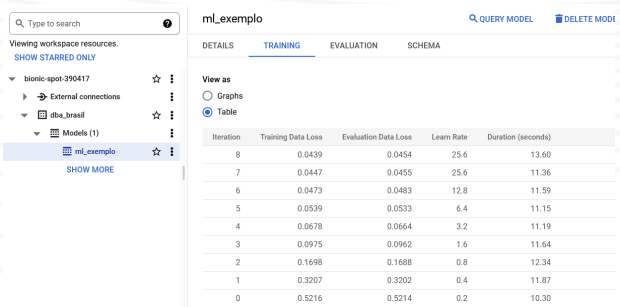 Type to search
Viewing workspace resources.
SHOW STARRED ONLY
bionic-spot-390417
External connections
dba_brasil
Models (1)
ml_exemplo
SHOW MORE
ml_exemplo QUERY MODEL DELETE MODE
DETAILS TRAINING EVALUATION SCHEMA
View as
Graphs
Table
Iteration Training Data Loss Evaluation Data Loss Learn Rate Duration (seconds)
8 0.0439 0.0454 25.6 13.60
7 0.0447 0.0455 25.6 11.36
6 0.0473 0.0483 12.8 11.59
5 0.0539 0.0533 6.4 11.15
4 0.0678 0.0664 3.2 11.19
3 0.0975 0.0962 1.6 11.64
2 0.1698 0.1688 0.8 12.34
1 0.3207 0.3202 0.4 11.87
0 0.5216 0.5214 0.2 10.30